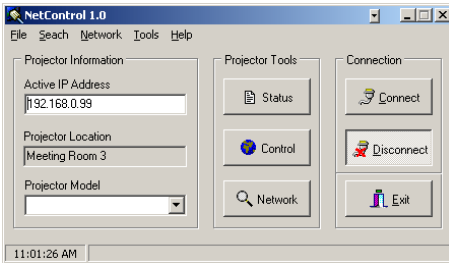 NetControl 1.0
File Seach Network Tools Help
Projector Information
Projector Tools
Connection
Active IP Address
192.168.0.99
Projector Location
Meeting Room 3
Projector Model
Status
Control
Network
Connect
Disconnect
Exit
11:01:26 AM